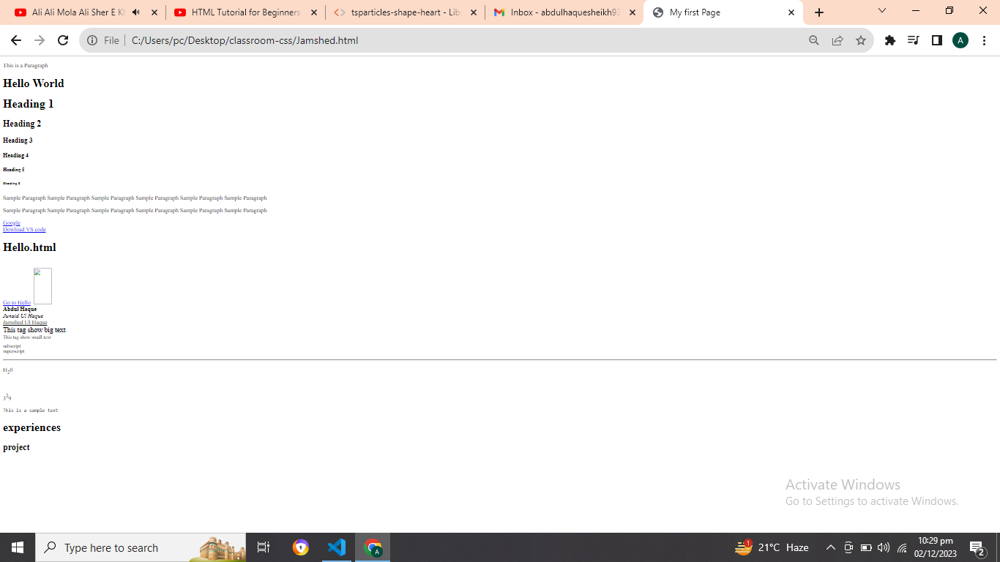 Ali Ali Mola Ali Sher E Kh
HTML Tutorial for Beginners
tsparticles-shape-heart - Lib
Inbox - abdulhaquesheikh93
My first Page
File
C:/Users/pc/Desktop/classroom-css/Jamshed.html
A
This is a Paragraph
Hello World
Heading 1
Heading 2
Heading 3
Heading 4
Heading 5
Heading 6
Sample Paragraph Sample Paragraph Sample Paragraph Sample Paragraph Sample Paragraph Sample Paragraph
Sample Paragraph Sample Paragraph Sample Paragraph Sample Paragraph Sample Paragraph Sample Paragraph
Google
Dowload VS code
Hello.html
Go to Hello
Abdul Haque
Junaid Ul Haque
Jamshed Ul Haque
This tag show big text
This tag show small text
subscript
superscript
H₂0
3²9
This is a sample text
experiences
project
Activate Windows
Go to Settings to activate Windows.
Type here to search
A
1
21°C Haze
10:29 pm
02/12/2023
2